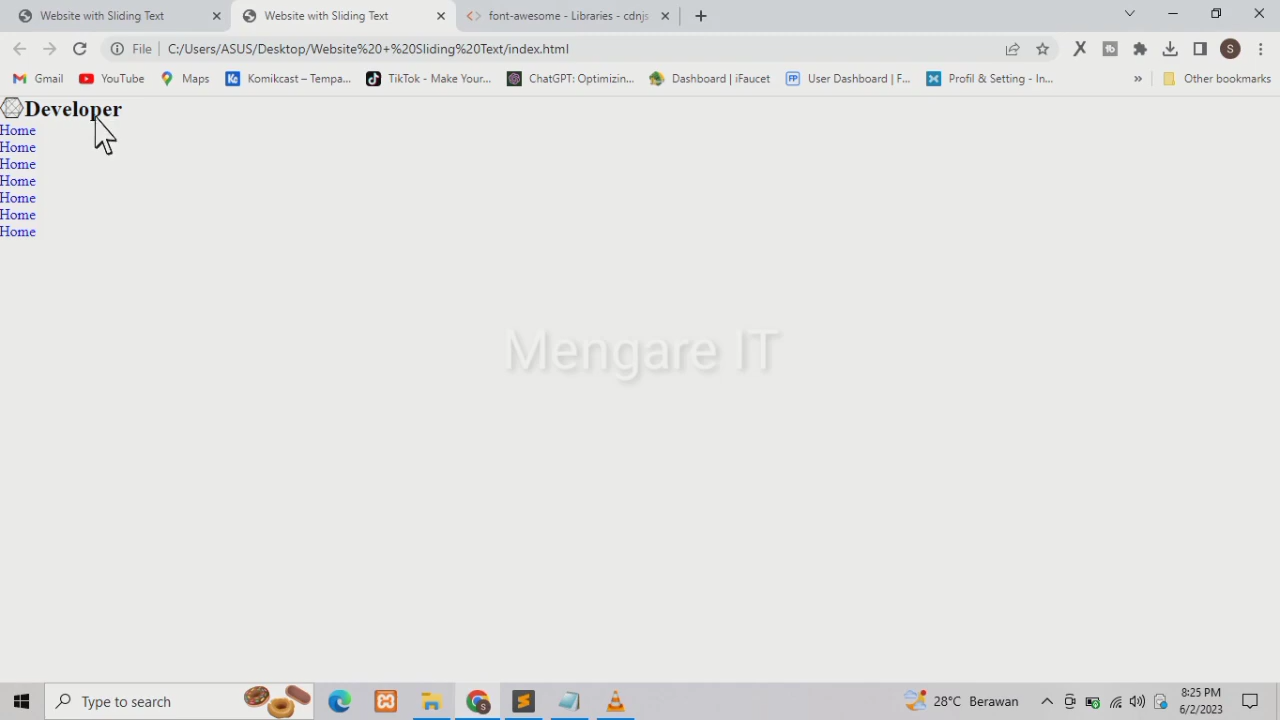 Website with Sliding Text
Website with Sliding Text
font-awesome - Libraries - cdnjs
File
C:/Users/ASUS/Desktop/Website%20+%20Sliding%20Text/index.html
S
Gmail
YouTube
Maps
Komikcast – Tempa...
TikTok - Make Your...
ChatGPT: Optimizin...
Dashboard | iFaucet
FP
User Dashboard | F...
Profil & Setting - In...
»
Other bookmarks
Developer
Home
Home
Home
Home
Home
Home
Home
Mengare IT
Type to search
28°C Berawan
8:25 PM
6/2/2023